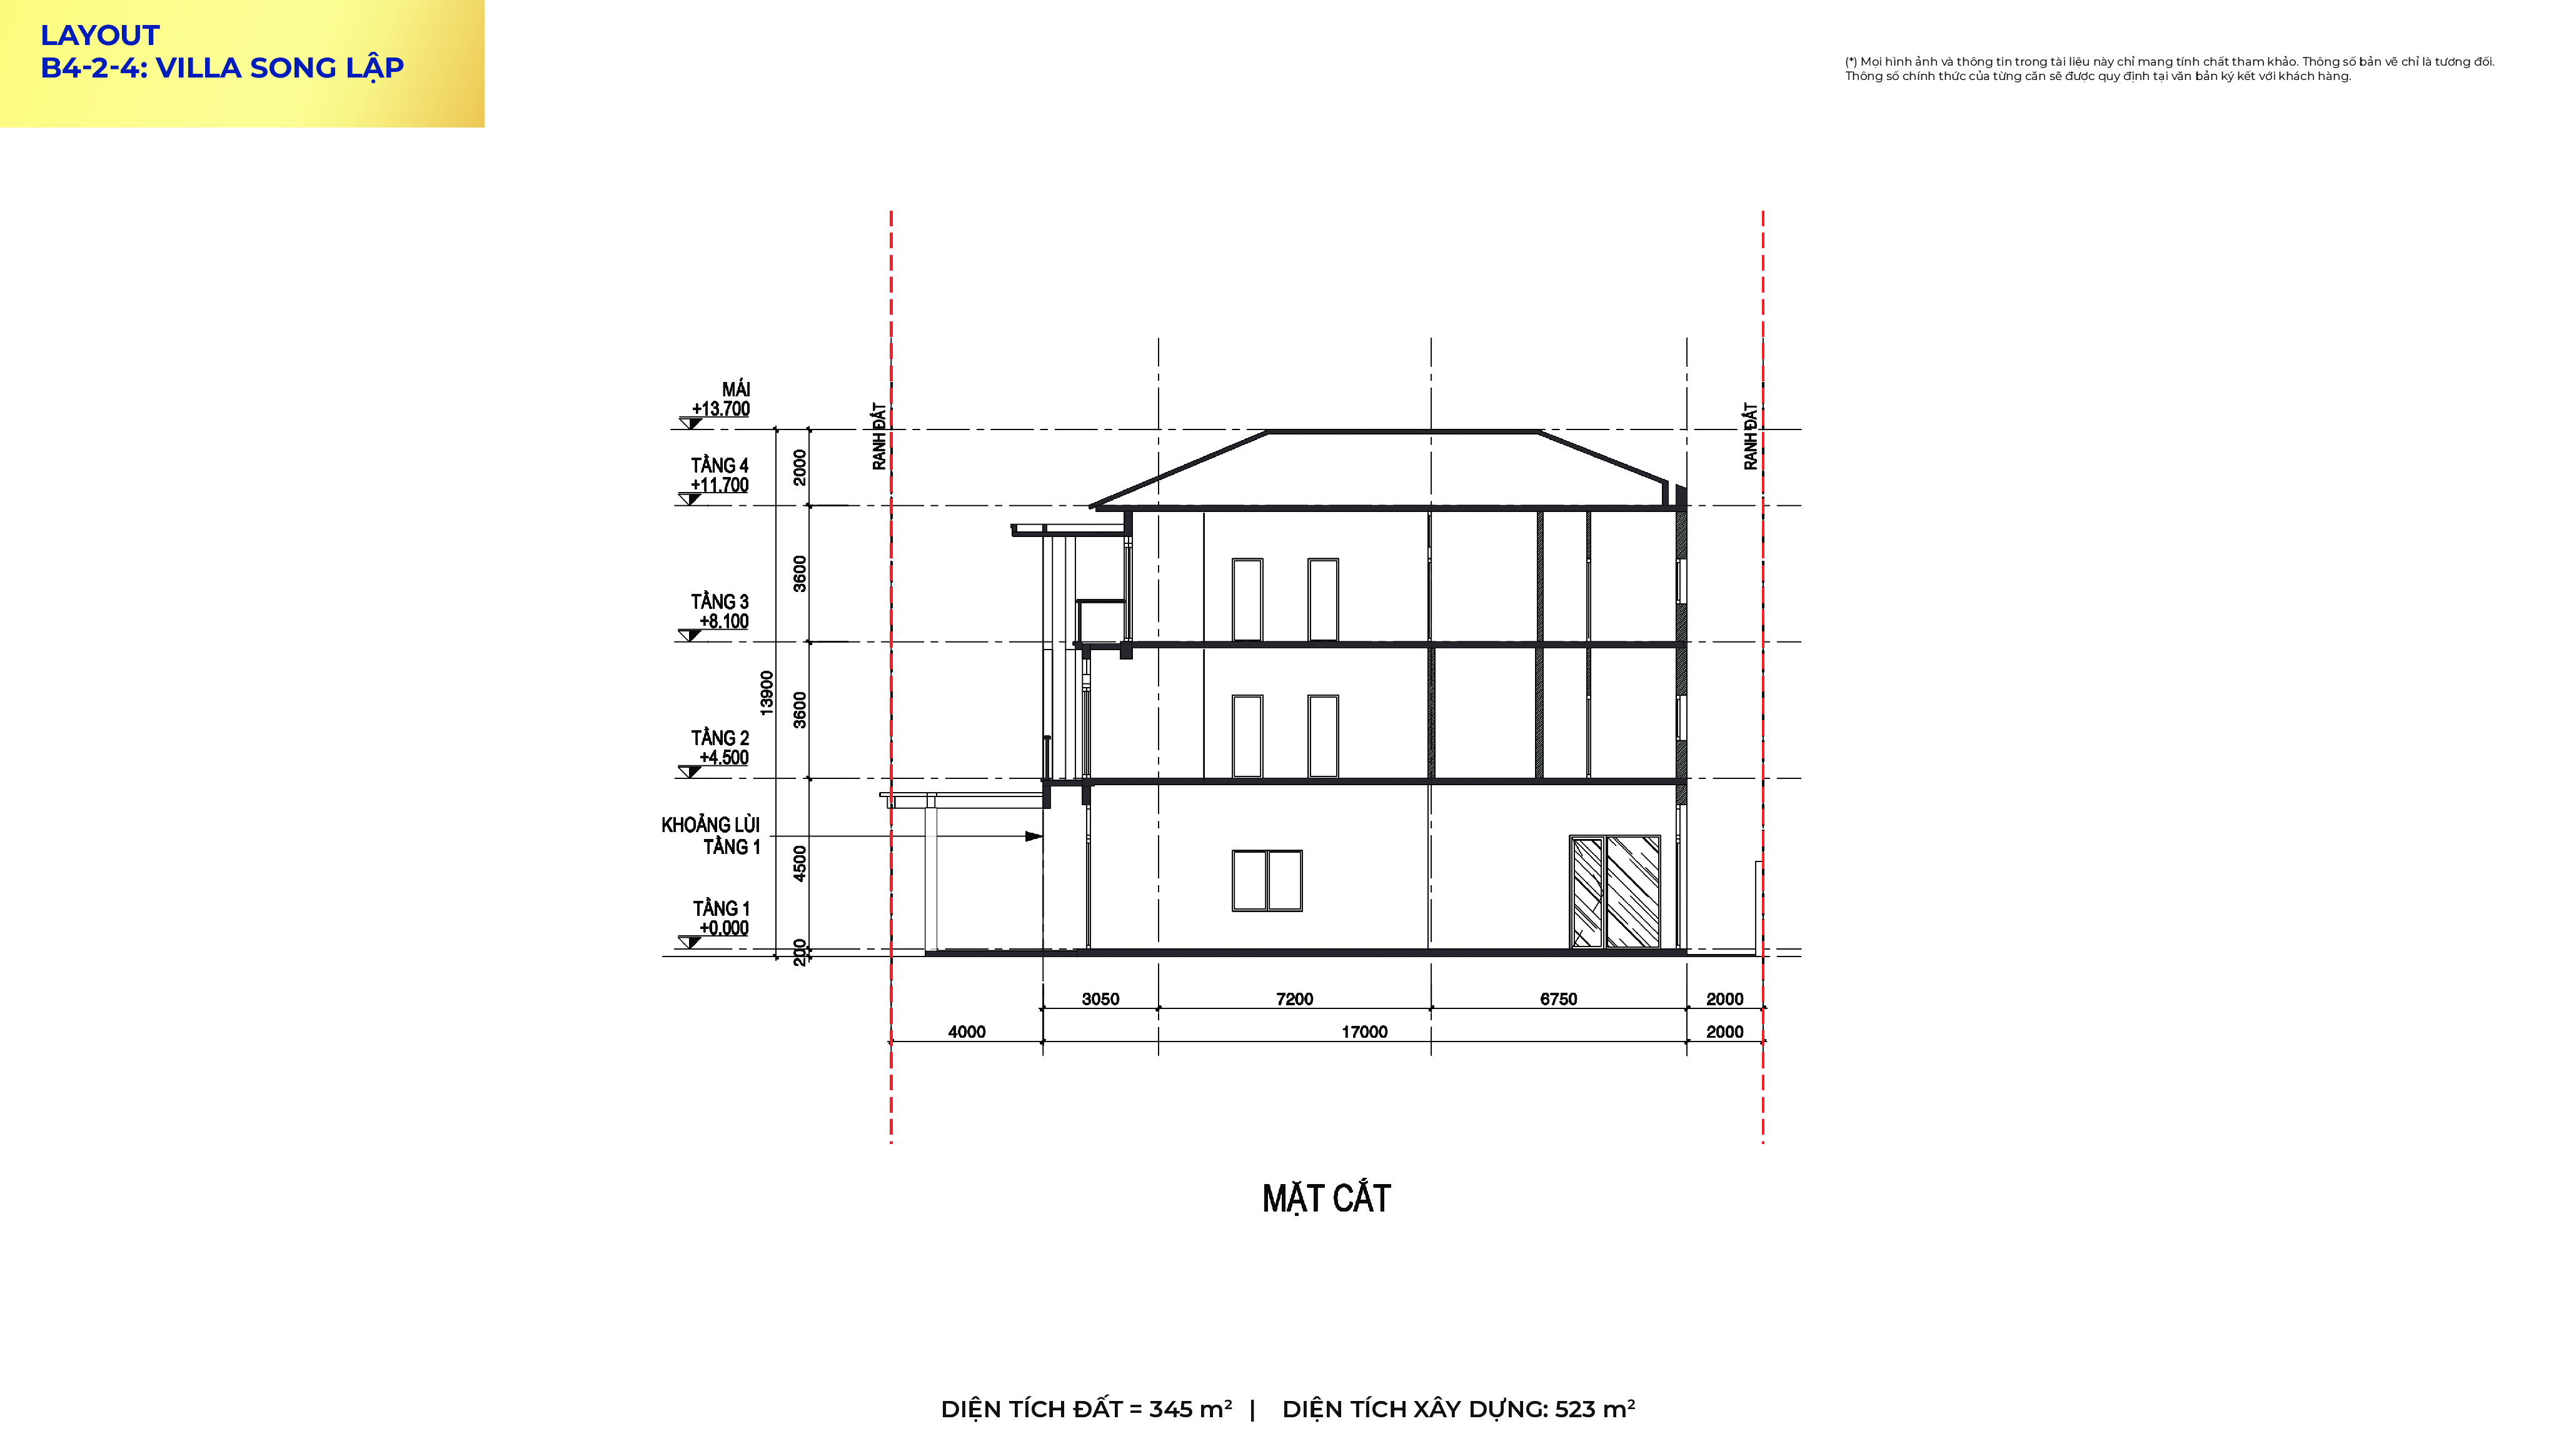 LAYOUT
B4-2-4: VILLA SONG LẬP
(*) Mọi hình ảnh và thông tin trong tài liệu này chỉ mang tính chất tham khảo. Thông số bản vẽ chỉ là tương đối.
Thông số chính thức của từng căn sẽ được quy định tại văn bản ký kết với khách hàng.
MÁI
+13.700
TẦNG 4
+11.700
TẦNG 3
+8.100
TẦNG 2
+4.500
KHOẢNG LÙI
TẦNG 1
TẦNG 1
+0.000
13900
2000
3600
3600
4500
200
RANH ĐẤT
RANH ĐẤT
3050
7200
6750
2000
4000
17000
2000
MẶT CẮT
DIỆN TÍCH ĐẤT = 345 m² | DIỆN TÍCH XÂY DỰNG: 523 m²